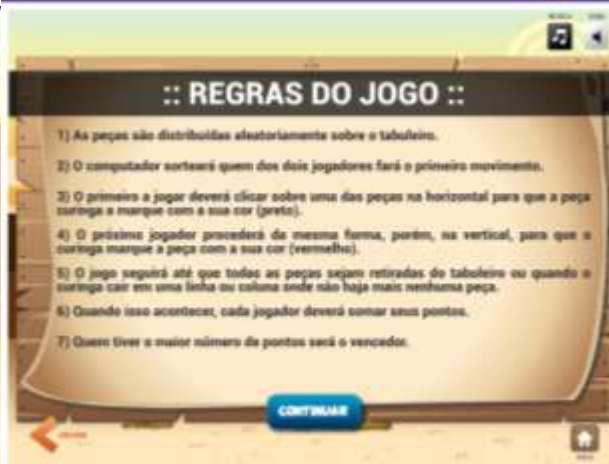 :: REGRAS DO JOGO ::
1) As peças são distribuídas aleatoriamente sobre o tabuleiro.
2) O computador sorteará quem dos dois jogadores fará o primeiro movimento.
3) O primeiro a jogar deverá clicar sobre uma das peças na horizontal para que a peça
curinga a marque com a sua cor (preto).
4) O próximo jogador procederá da mesma forma, porém, na vertical, para que o
curinga marque a peça com a sua cor (vermelho).
5) O jogo seguirá até que todas as peças sejam retiradas do tabuleiro ou quando o
curinga cair em uma linha ou coluna onde não haja mais nenhuma peça.
6) Quando isso acontecer, cada jogador deverá somar seus pontos.
7) Quem tiver o maior número de pontos será o vencedor.
CONTINUAR